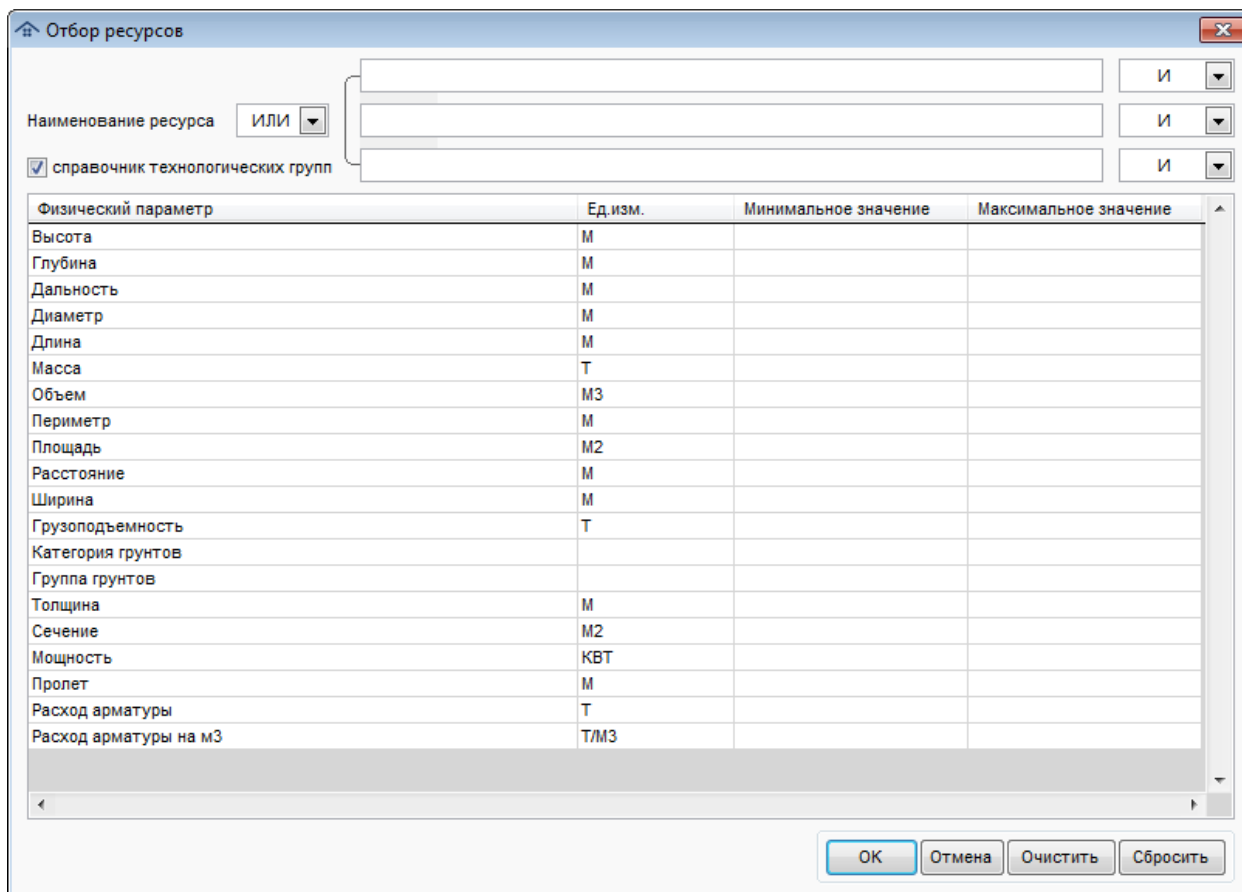 Отбор ресурсов
И
Наименование ресурса ИЛИ И
справочник технологических групп И
Физический параметр Ед.изм. Минимальное значение Максимальное значение
Высота М
Глубина М
Дальность М
Диаметр М
Длина М
Масса Т
Объем М3
Периметр М
Площадь М2
Расстояние М
Ширина М
Грузоподъемность Т
Категория грунтов
Группа грунтов
Толщина М
Сечение М2
Мощность КВТ
Пролет М
Расход арматуры Т
Расход арматуры на м3 Т/М3
OK Отмена Очистить Сбросить